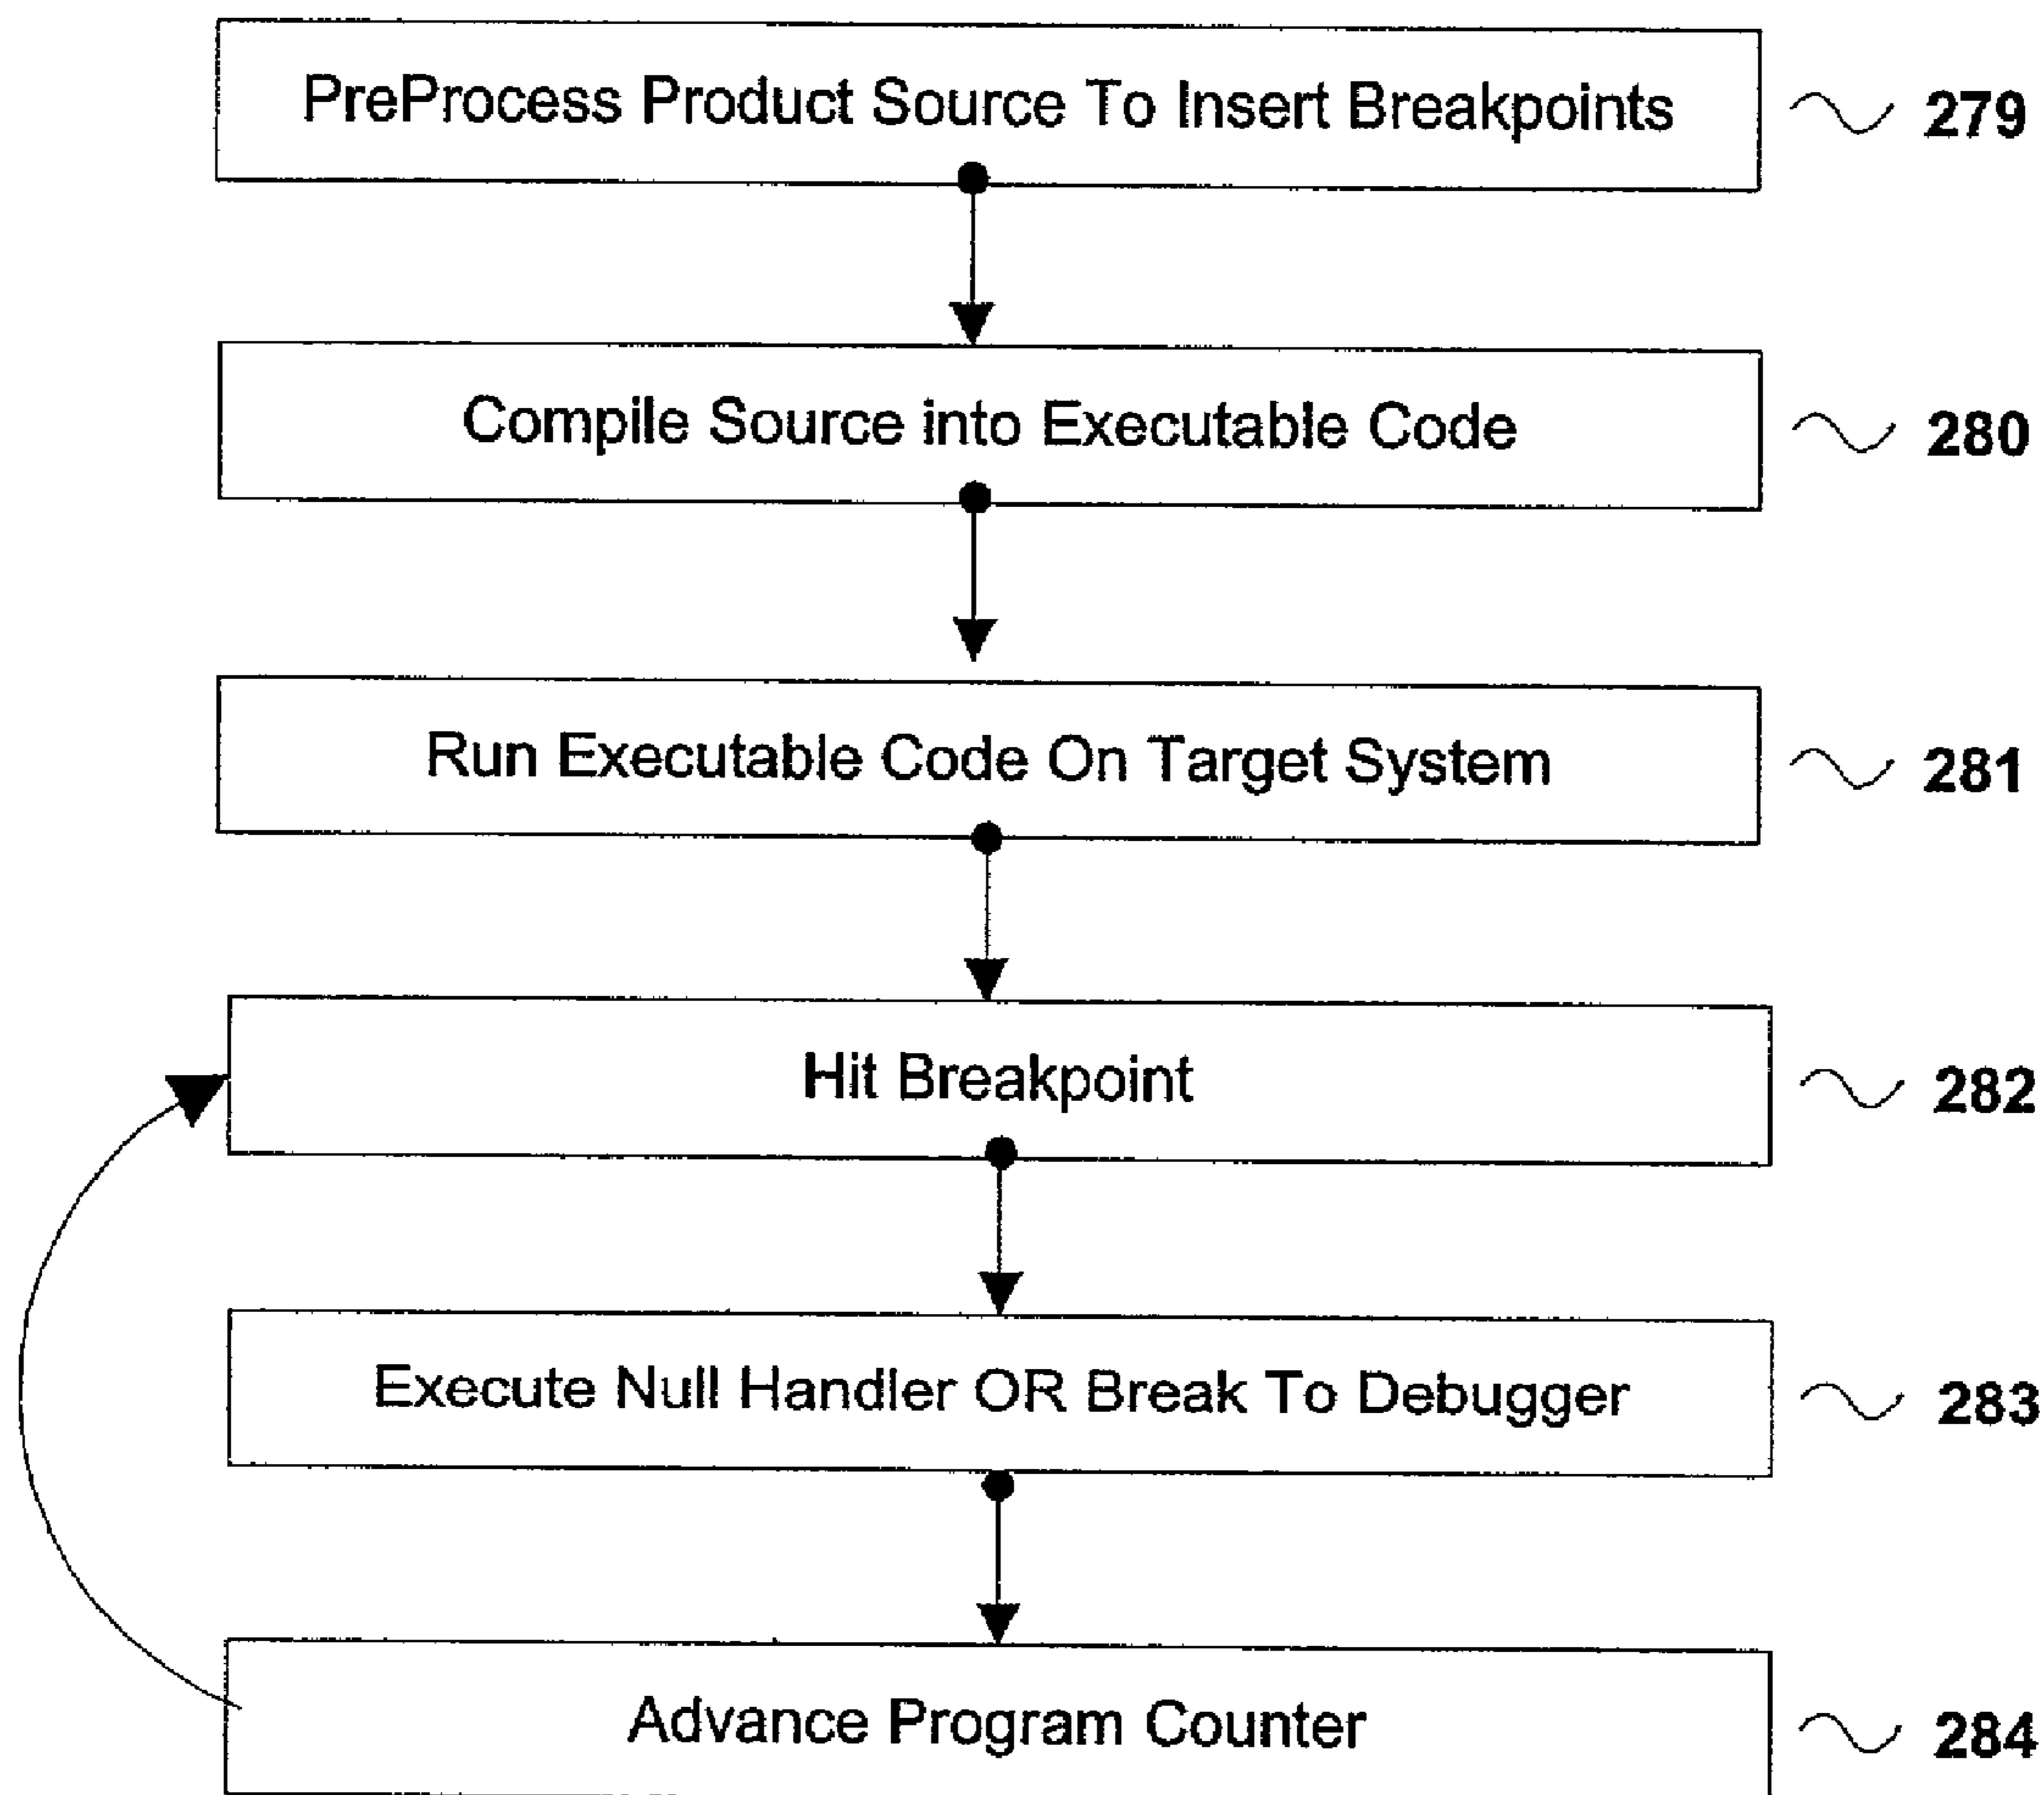 PreProcess Product Source To Insert Breakpoints 279
Compile Source into Executable Code 280
Run Executable Code On Target System 281
Hit Breakpoint 282
Execute Null Handler OR Break To Debugger 283
Advance Program Counter 284